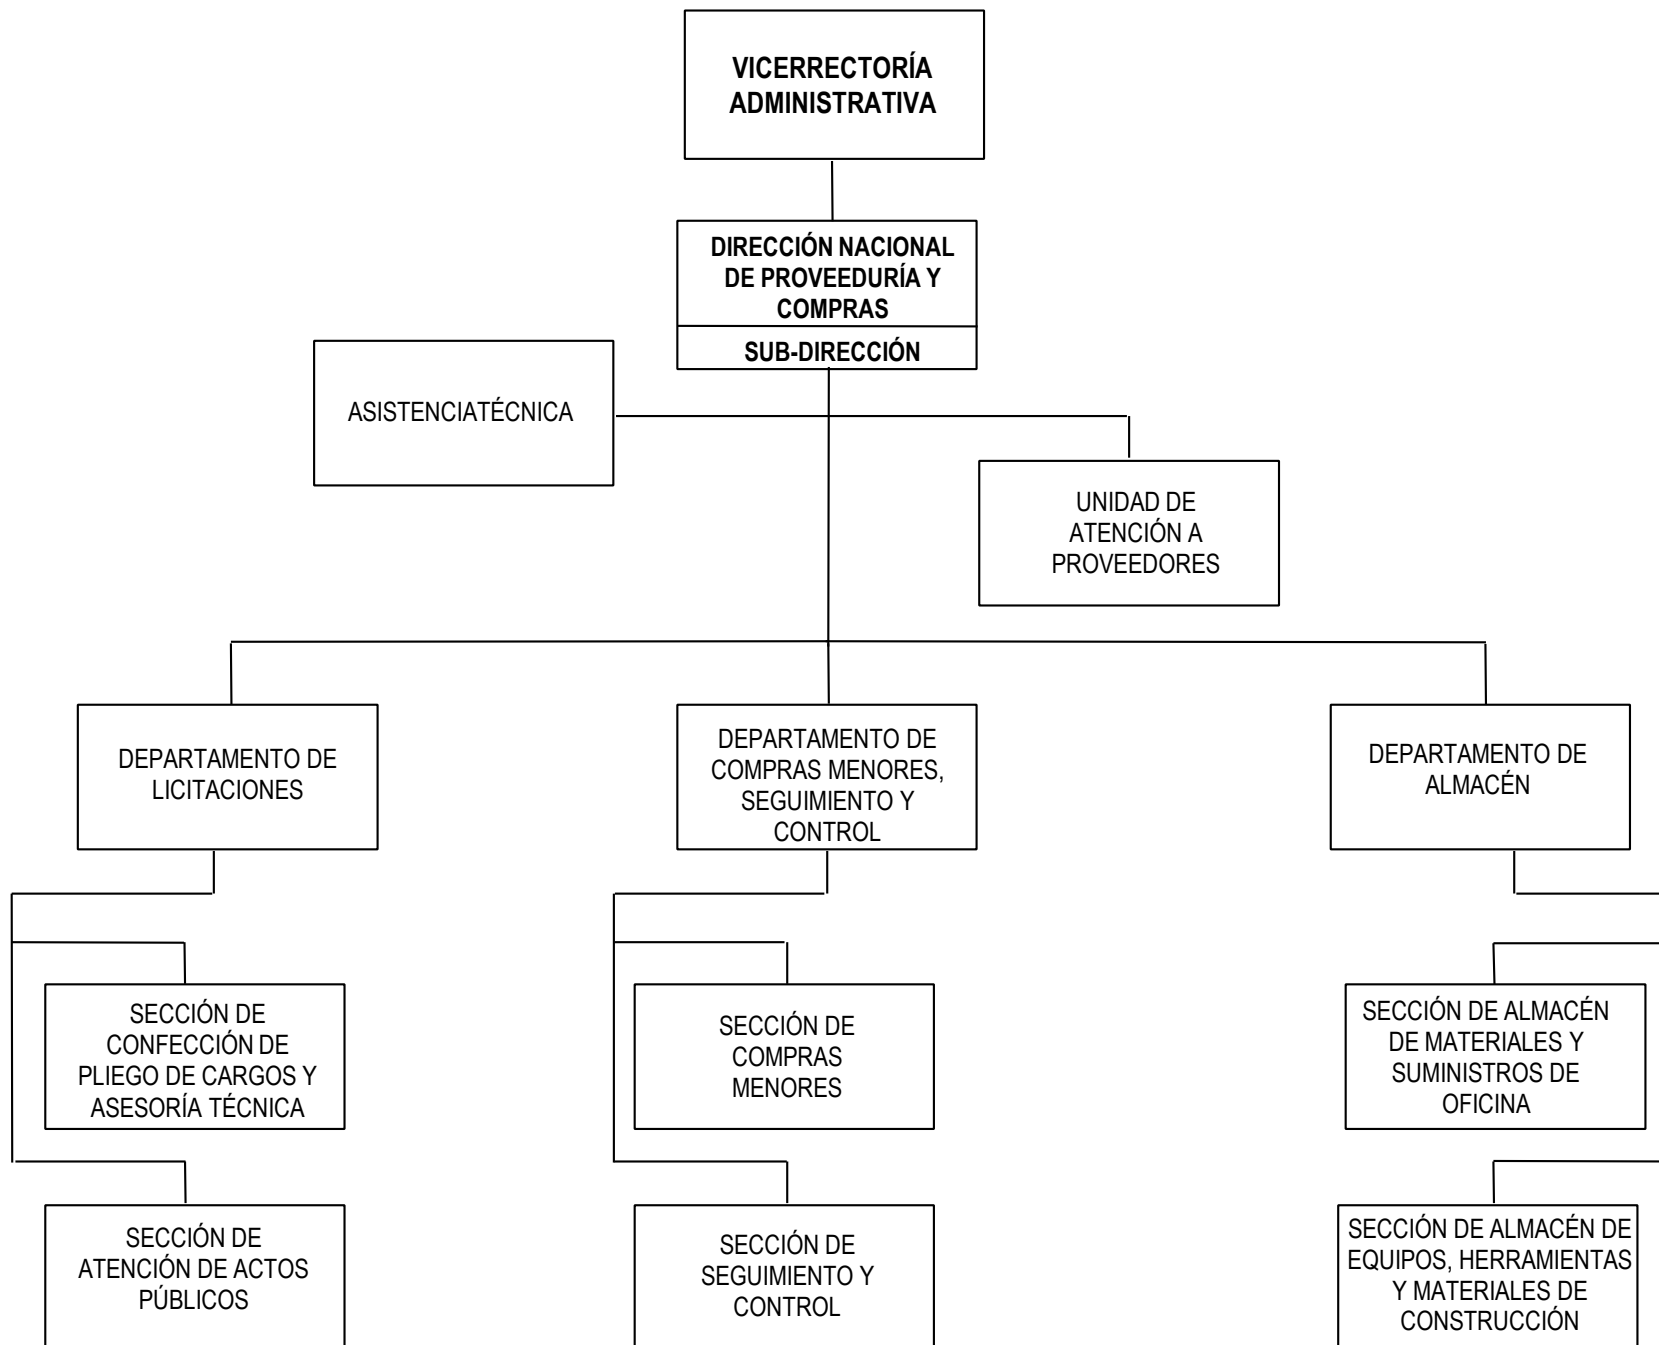 VICERRECTORÍA
ADMINISTRATIVA
DIRECCIÓN NACIONAL
DE PROVEEDURÍA Y
COMPRAS
SUB-DIRECCIÓN
ASISTENCIATÉCNICA
UNIDAD DE
ATENCIÓN A
PROVEEDORES
DEPARTAMENTO DE
LICITACIONES
DEPARTAMENTO DE
COMPRAS MENORES,
SEGUIMIENTO Y
CONTROL
DEPARTAMENTO DE
ALMACÉN
SECCIÓN DE
CONFECCIÓN DE
PLIEGO DE CARGOS Y
ASESORÍA TÉCNICA
SECCIÓN DE
COMPRAS
MENORES
SECCIÓN DE ALMACÉN
DE MATERIALES Y
SUMINISTROS DE
OFICINA
SECCIÓN DE
ATENCIÓN DE ACTOS
PÚBLICOS
SECCIÓN DE
SEGUIMIENTO Y
CONTROL
SECCIÓN DE ALMACÉN DE
EQUIPOS, HERRAMIENTAS
Y MATERIALES DE
CONSTRUCCIÓN